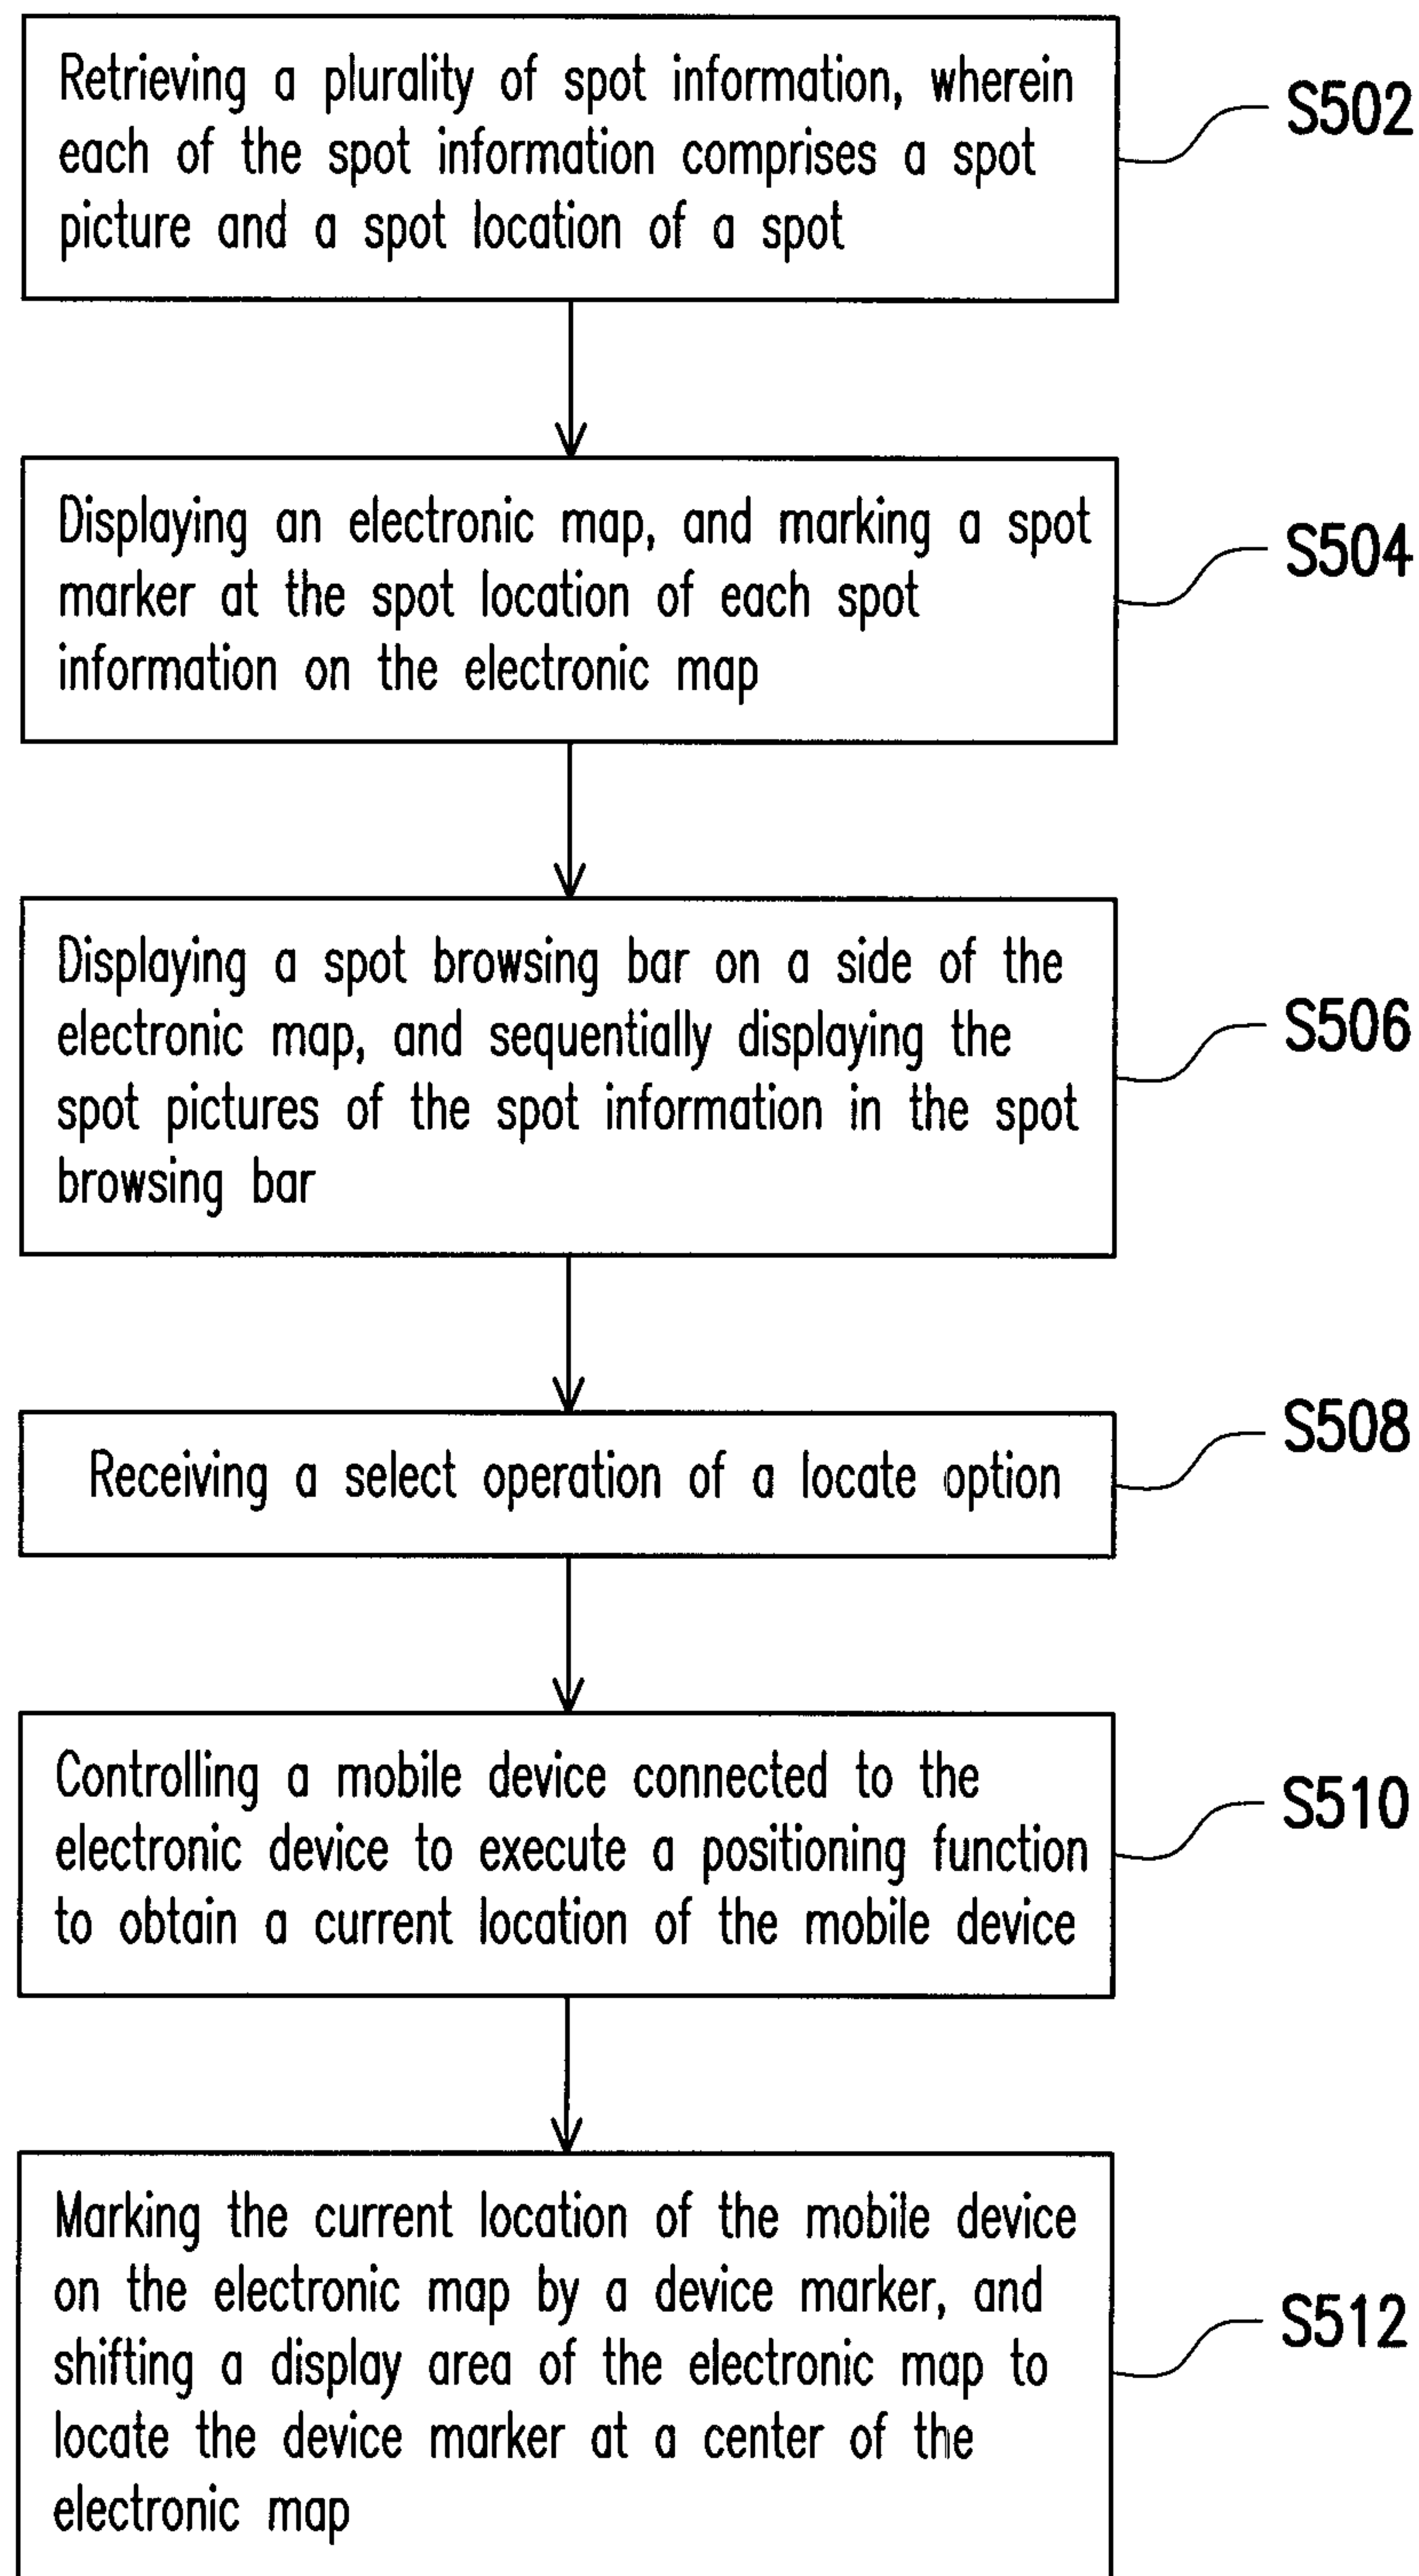 Retrieving a plurality of spot information, wherein
each of the spot information comprises a spot
picture and a spot location of a spot
S502
Displaying an electronic map, and marking a spot
marker at the spot location of each spot
information on the electronic map
S504
Displaying a spot browsing bar on a side of the
electronic map, and sequentially displaying the
spot pictures of the spot information in the spot
browsing bar
S506
Receiving a select operation of a locate option
S508
Controlling a mobile device connected to the
electronic device to execute a positioning function
to obtain a current location of the mobile device
S510
Marking the current location of the mobile device
on the electronic map by a device marker, and
shifting a display area of the electronic map to
locate the device marker at a center of the
electronic map
S512